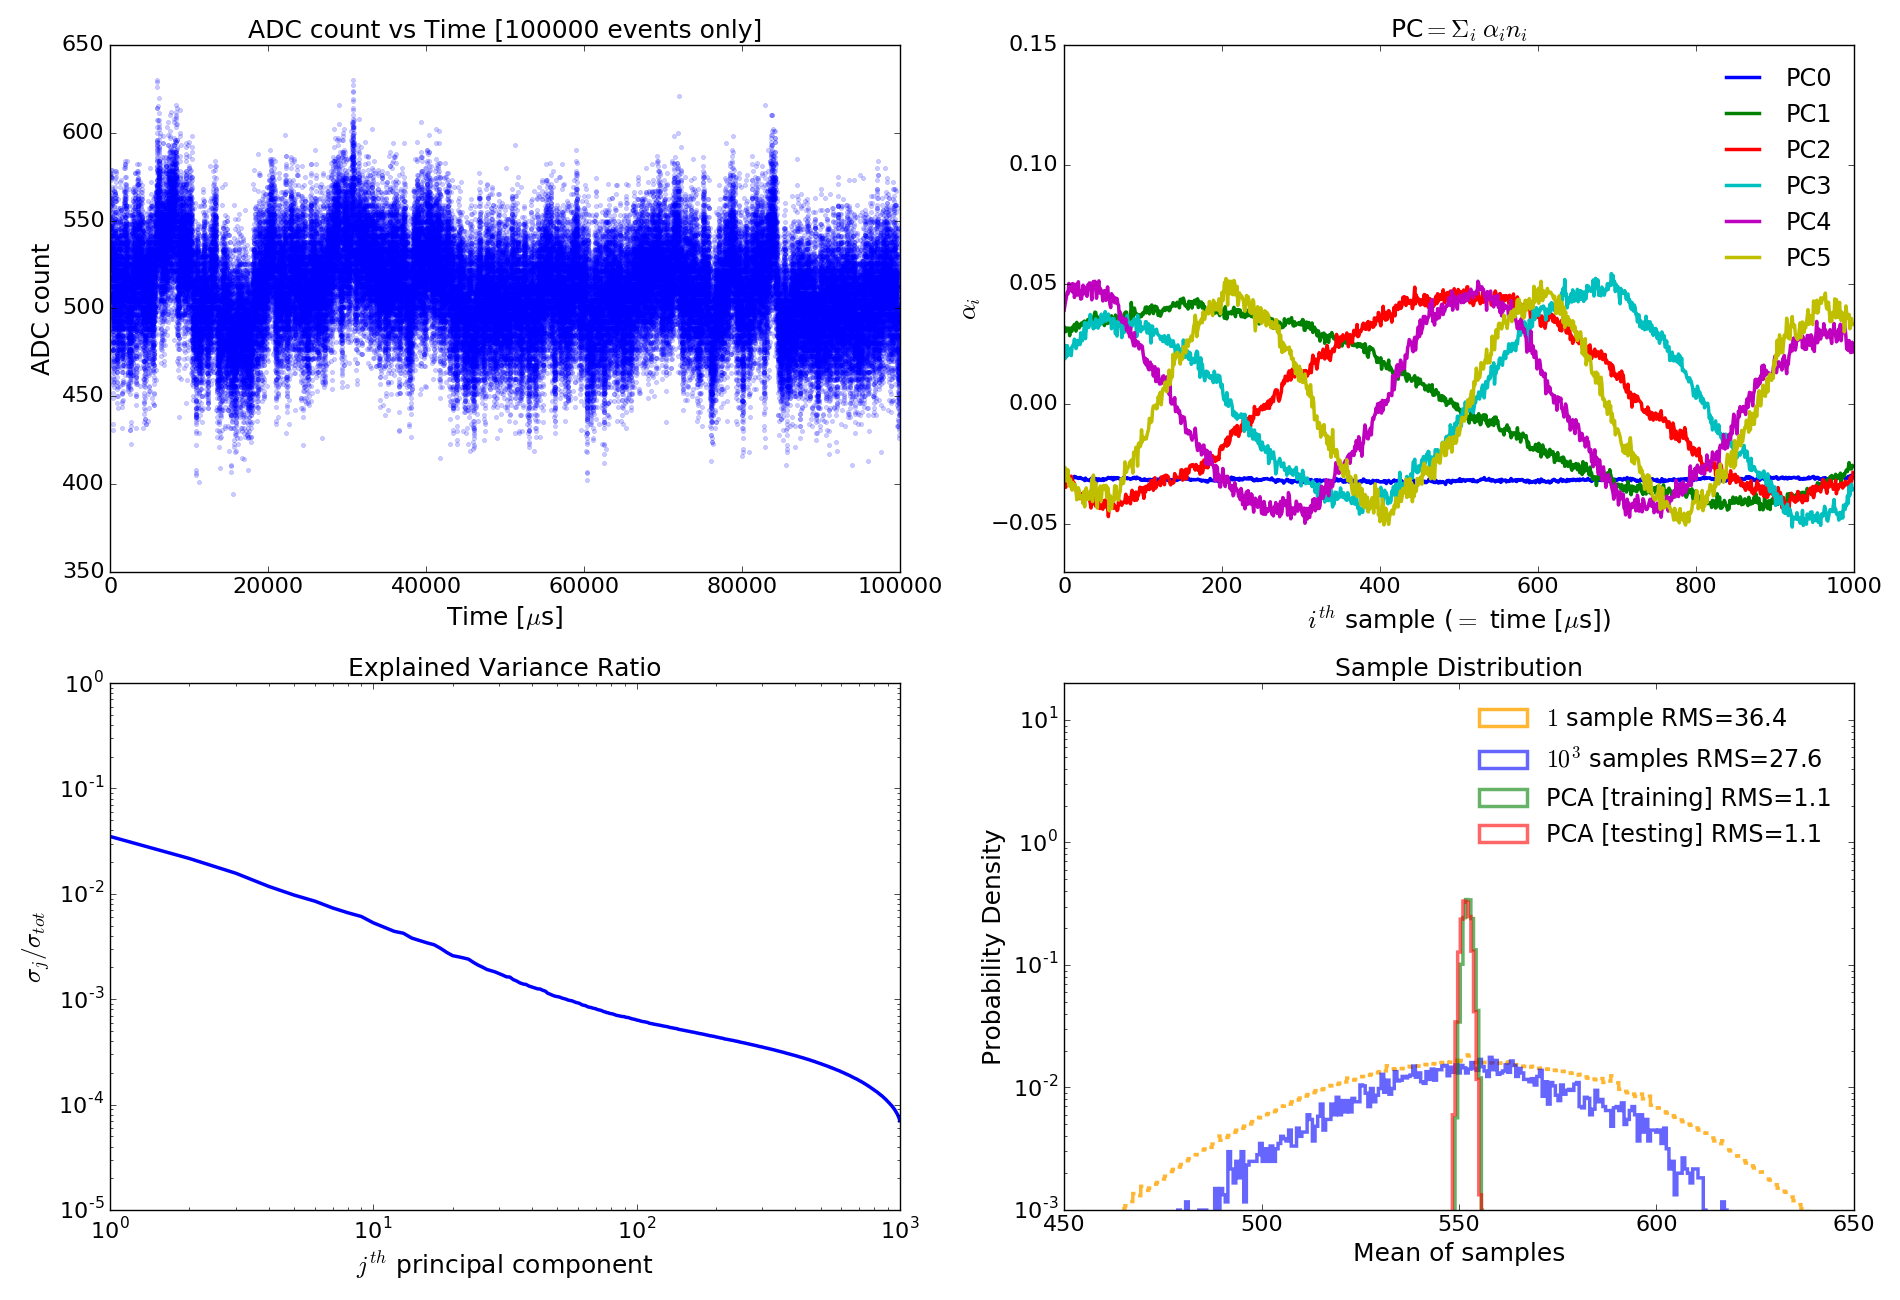 ADC count vs Time [100000 events only]
650
600
550
500
450
400
350
ADC count
0
20000
40000
60000
80000
100000
Time [μs]
PC = Σ_i α_i n_i
0.15
0.10
0.05
0.00
−0.05
α_i
PC0
PC1
PC2
PC3
PC4
PC5
0
200
400
600
800
1000
i^{th} sample (= time [μs])
Explained Variance Ratio
10^0
10^{-1}
10^{-2}
10^{-3}
10^{-4}
10^{-5}
σ_j/σ_{tot}
10^0
10^1
10^2
10^3
j^{th} principal component
Sample Distribution
10^1
10^0
10^{-1}
10^{-2}
10^{-3}
Probability Density
1 sample RMS=36.4
10^3 samples RMS=27.6
PCA [training] RMS=1.1
PCA [testing] RMS=1.1
450
500
550
600
650
Mean of samples